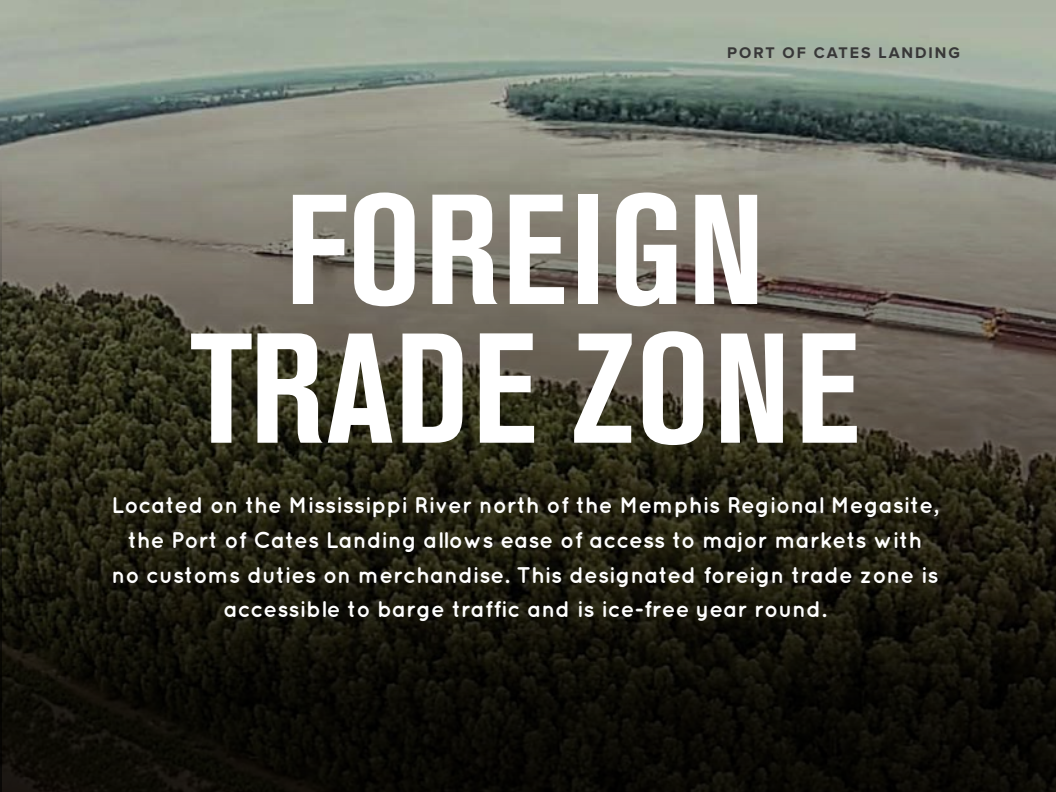 PORT OF CATES LANDING
FOREIGN
TRADE ZONE
Located on the Mississippi River north of the Memphis Regional Megasite,
the Port of Cates Landing allows ease of access to major markets with
no customs duties on merchandise. This designated foreign trade zone is
accessible to barge traffic and is ice-free year round.